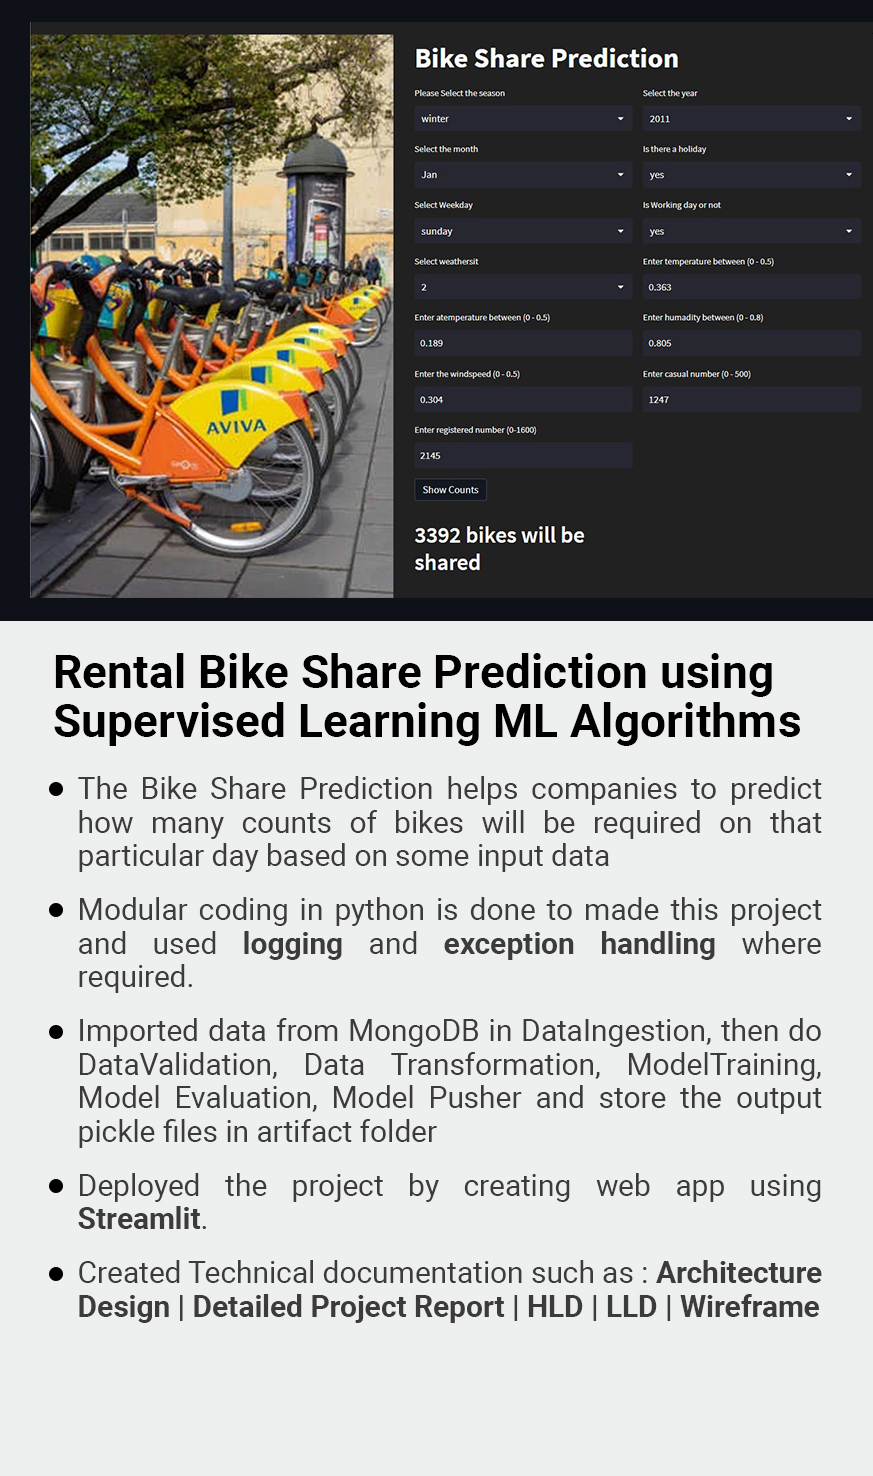 Bike Share Prediction
Please Select the season
Select the year
winter
2011
Select the month
Is there a holiday
Jan
yes
Select Weekday
Is Working day or not
sunday
yes
Select weathersit
Enter temperature between (0 - 0.5)
2
0.363
Enter atemperature between (0 - 0.5)
Enter humadity between (0 - 0.8)
0.189
0.805
Enter the windspeed (0 - 0.5)
Enter casual number (0 - 500)
0.304
1247
Enter registered number (0-1600)
2145
Show Counts
3392 bikes will be
shared
AVIVA
Rental Bike Share Prediction using
Supervised Learning ML Algorithms
● The Bike Share Prediction helps companies to predict
how many counts of bikes will be required on that
particular day based on some input data
● Modular coding in python is done to made this project
and used logging and exception handling where
required.
● Imported data from MongoDB in DataIngestion, then do
DataValidation, Data Transformation, ModelTraining,
Model Evaluation, Model Pusher and store the output
pickle files in artifact folder
● Deployed the project by creating web app using
Streamlit.
● Created Technical documentation such as : Architecture
Design | Detailed Project Report | HLD | LLD | Wireframe